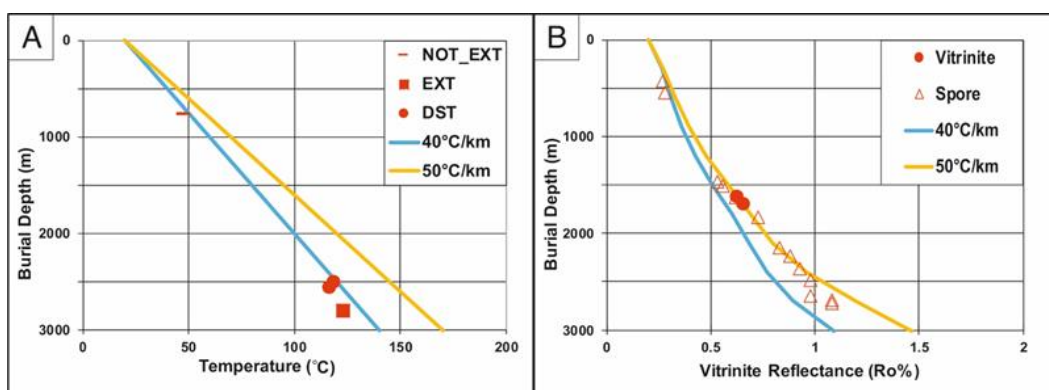 A
0
1000
2000
3000
Burial Depth (m)
0
50
100
150
200
Temperature (°C)
NOT_EXT
EXT
DST
40°C/km
50°C/km
B
0
1000
2000
3000
Burial Depth (m)
0
0.5
1
1.5
2
Vitrinite Reflectance (Ro%)
Vitrinite
Spore
40°C/km
50°C/km